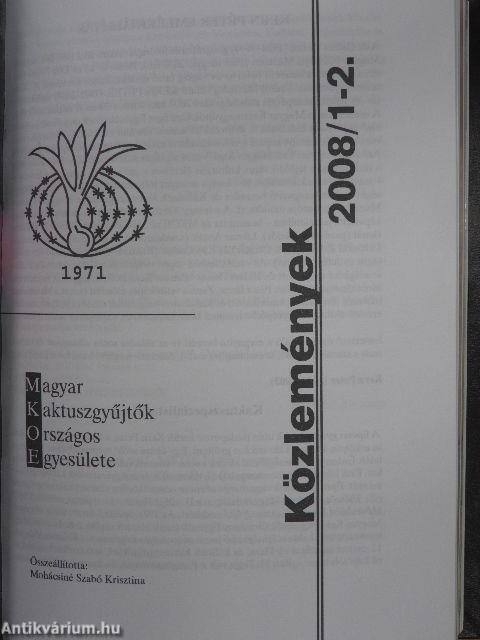 1971
Magyar
Kaktuszgyűjtők
Országos
Egyesülete
Közlemények
2008/1-2.
Összeállította:
Mohácsiné Szabó Krisztina
Antikvárium.hu